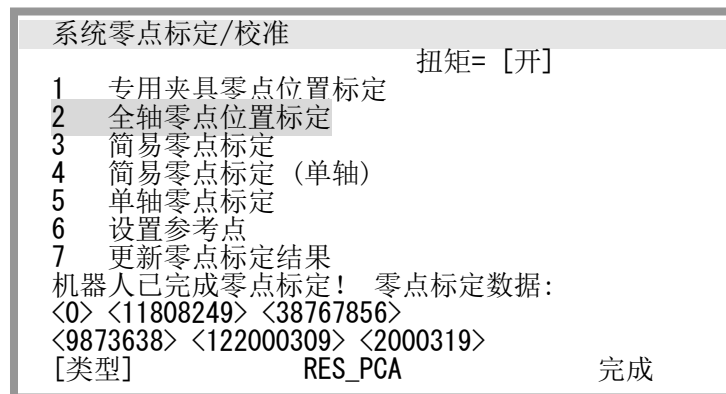 系统零点标定/校准
扭矩= [开]
1 专用夹具零点位置标定
2 全轴零点位置标定
3 简易零点标定
4 简易零点标定 (单轴)
5 单轴零点标定
6 设置参考点
7 更新零点标定结果
机器人已完成零点标定! 零点标定数据:
<0> <11808249> <38767856>
<9873638> <122000309> <2000319>
[类型] RES_PCA 完成